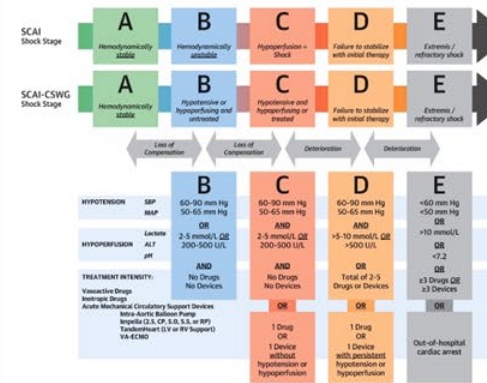 SCAI
Shock Stage
A
Hemodynamically
stable
B
Hemodynamically
unstable
C
Hypoperfusion =
Shock
D
Failure to stabilize
with initial therapy
E
Extremis /
refractory shock
SCAI-CSWG
Shock Stage
A
Hemodynamically
stable
B
Hypotensive or
hypoperfusing and
untreated
C
Hypotensive and
hypoperfusing or
treated
D
Failure to stabilize
with initial therapy
E
Extremis /
refractory shock
Loss of
Compensation
Loss of
Compensation
Deterioration
Deterioration
HYPOTENSION SBP
MAP
Lactate
HYPOPERFUSION ALT
pH
TREATMENT INTENSITY:
Vasoactive Drugs
Inotropic Drugs
Acute Mechanical Circulatory Support Devices
Intra-Aortic Balloon Pump
Impella (2.5, CP, 5.0, 5.5, or RP)
TandemHeart (LV or RV Support)
VA-ECMO
B
60-90 mm Hg
50-65 mm Hg
OR
2-5 mmol/L OR
200-500 U/L
AND
No Drugs
No Devices
C
60-90 mm Hg
50-65 mm Hg
AND
2-5 mmol/L OR
200-500 U/L
AND
No Drugs
No Devices
OR
1 Drug
OR
1 Device
without
hypotension or
hypoperfusion
D
60-90 mm Hg
50-65 mm Hg
AND
>5-10 mmol/L OR
>500 U/L
OR
Total of 2-5
Drugs or Devices
OR
1 Drug
OR
1 Device
with persistent
hypotension or
hypoperfusion
E
<60 mm Hg
<50 mm Hg
OR
>10 mmol/L
OR
<7.2
OR
≥3 Drugs OR
≥3 Devices
OR
Out-of-hospital
cardiac arrest